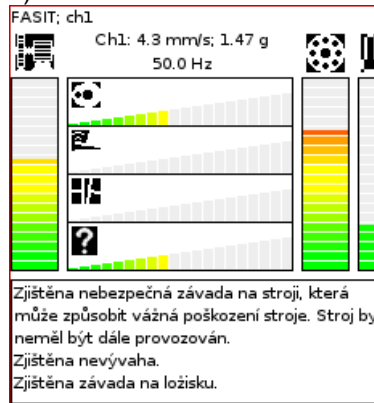 FASIT; ch1
Ch1: 4.3 mm/s; 1.47 g
50.0 Hz
?
Zjištěna nebezpečná závada na stroji, která
může způsobit vážná poškození stroje. Stroj by
neměl být dále provozován.
Zjištěna nevývaha.
Zjištěna závada na ložisku.